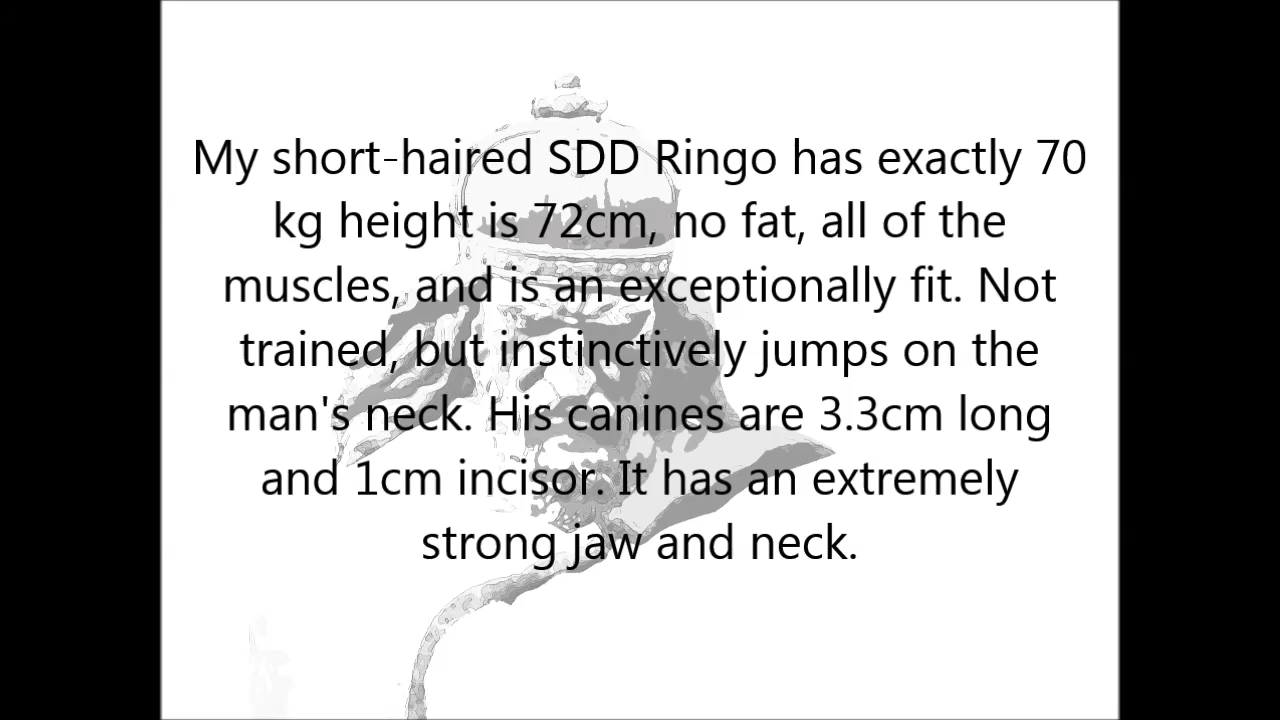 My short-haired SDD Ringo has exactly 70
kg height is 72cm, no fat, all of the
muscles, and is an exceptionally fit. Not
trained, but instinctively jumps on the
man's neck. His canines are 3.3cm long
and 1cm incisor. It has an extremely
strong jaw and neck.